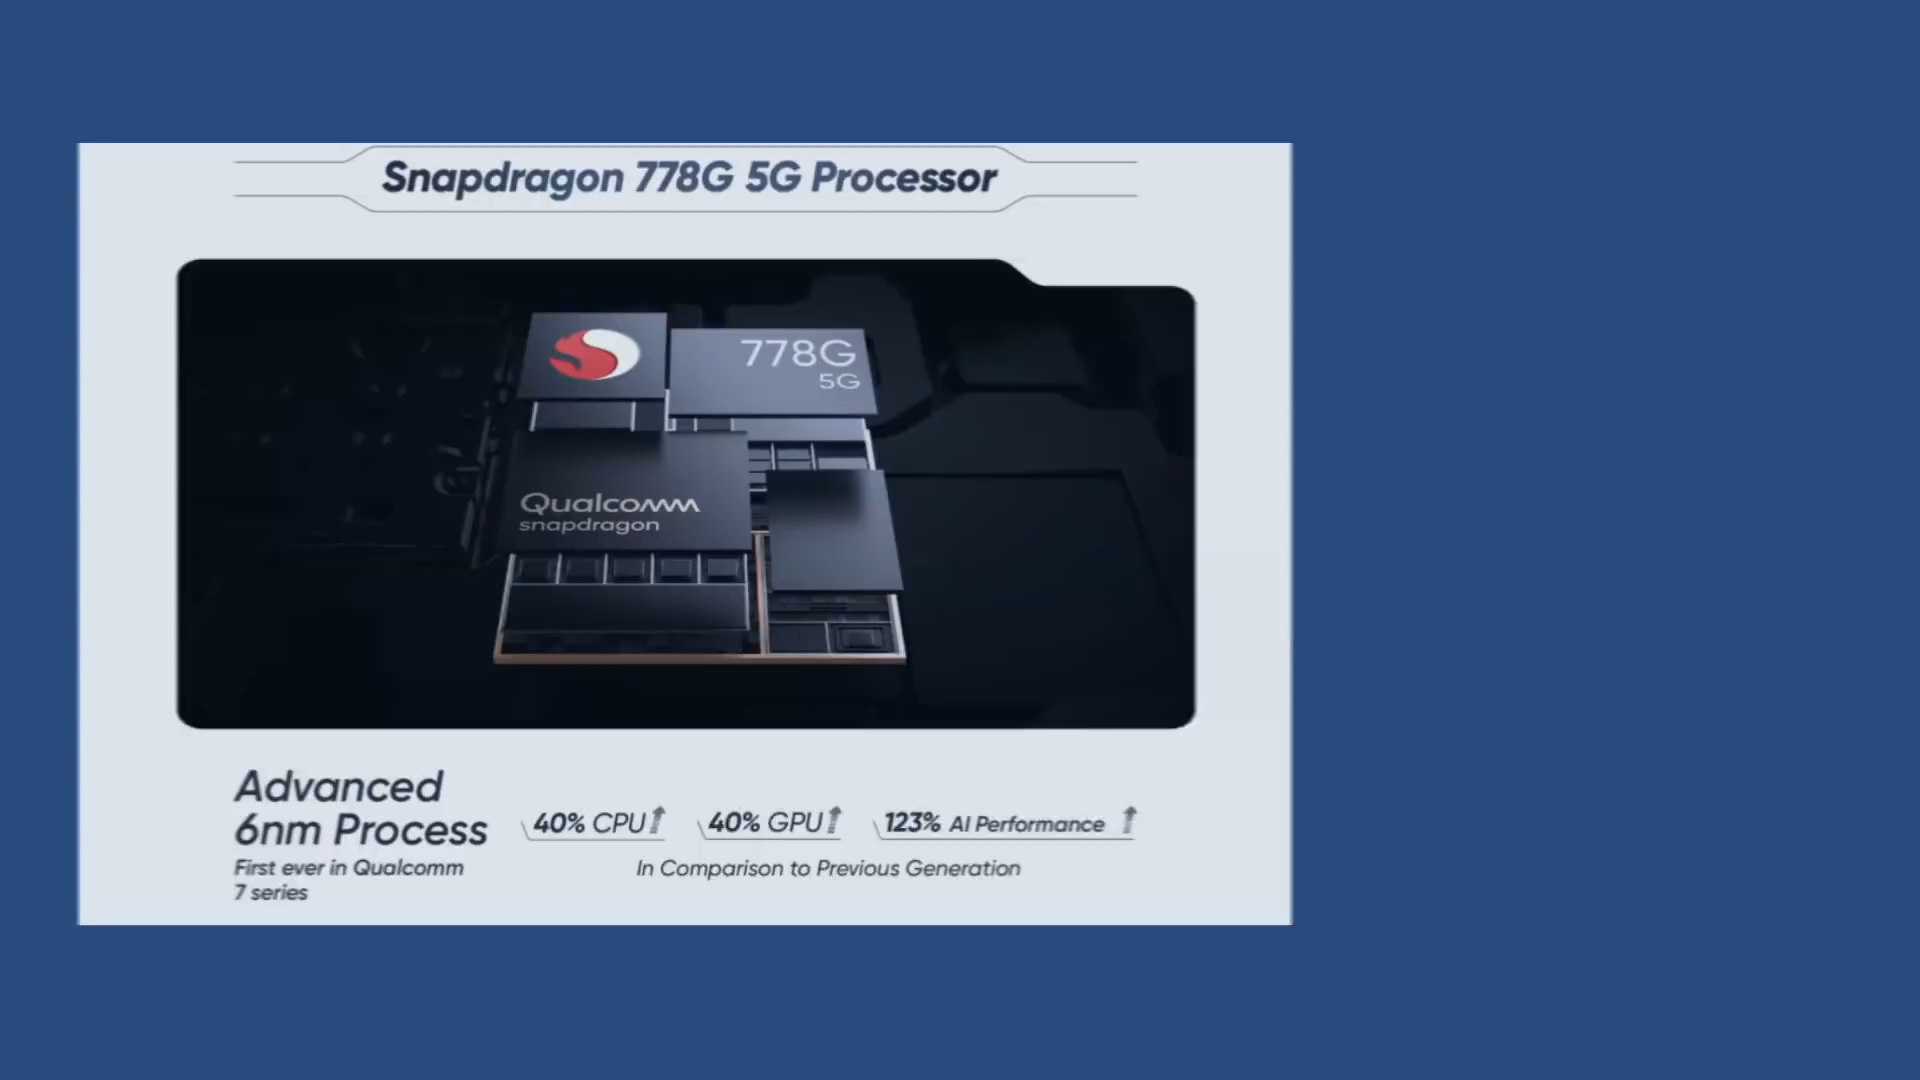 Snapdragon 778G 5G Processor
778G
5G
Qualcomm
snapdragon
Advanced
6nm Process
First ever in Qualcomm
7 series
40% CPU
40% GPU
123% AI Performance
In Comparison to Previous Generation